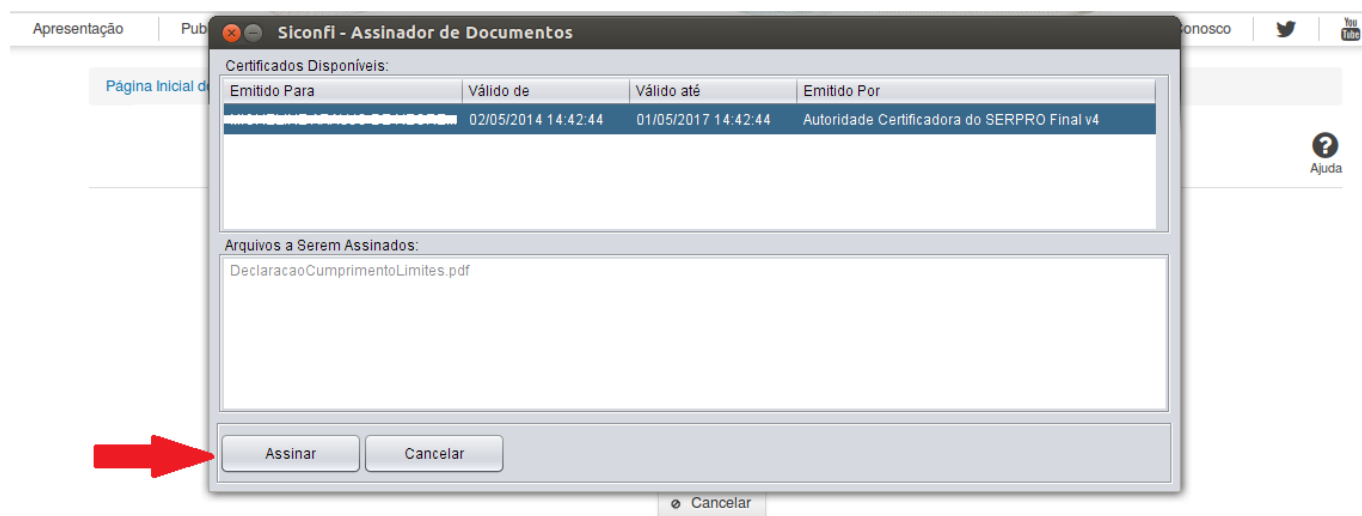 Apresentação Pub onosco You Tube
Siconfi - Assinador de Documentos
Página Inicial d
Certificados Disponíveis:
Emitido Para Válido de Válido até Emitido Por
02/05/2014 14:42:44 01/05/2017 14:42:44 Autoridade Certificadora do SERPRO Final v4
Ajuda
Arquivos a Serem Assinados:
DeclaracaoCumprimentoLimites.pdf
Assinar Cancelar
Cancelar